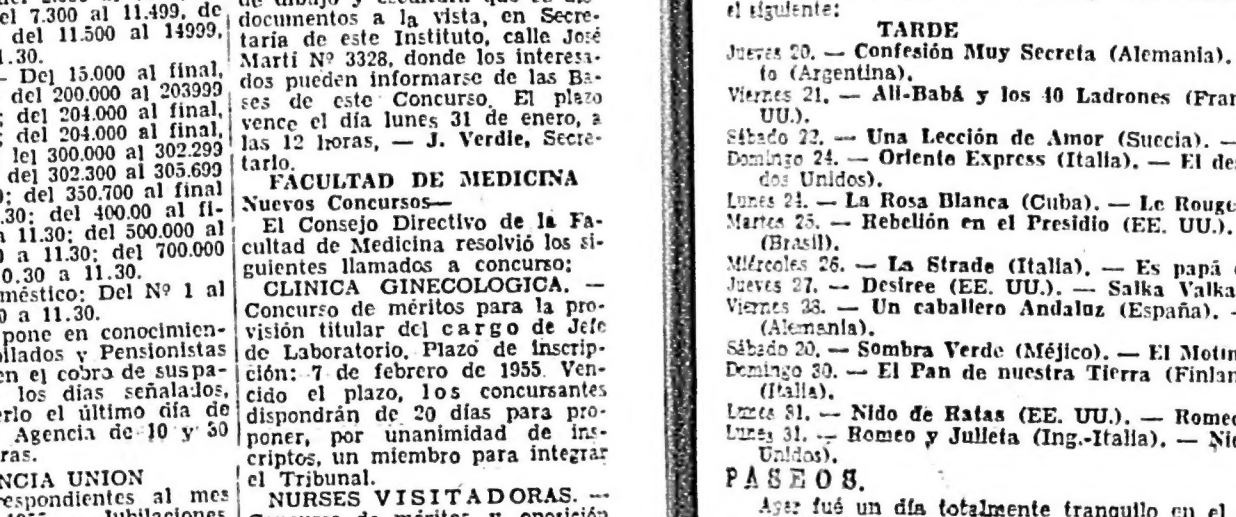 el 7.300 al 11.499, de
del 11.500 al 14999,
.30.
— Del 15.000 al final,
del 200.000 al 203999
; del 204.000 al final,
; del 204.000 al final,
lel 300.000 al 302.299
del 302.300 al 305.699
; del 350.700 al final
.30; del 400.00 al fi-
a 11.30; del 500.000 al
a 11.30; del 700.000
0.30 a 11.30.
méstico: Del Nº 1 al
0 a 11.30.
pone en conocimien-
bilados y Pensionistas
en el cobra de sus pa-
los días señalados,
erlo el último día de
Agencia de 10 y 30
ras.
NCIA UNION
respondientes al mes
Jubilaciones
documentos a la vista, en Secre-
taría de este Instituto, calle José
Marti Nº 3328, donde los interesa-
dos pueden informarse de las Ba-
ses de este Concurso. El plazo
vence el día lunes 31 de enero, a
las 12 horas, — J. Verdie, Secre-
tario.
FACULTAD DE MEDICINA
Nuevos Concursos—
El Consejo Directivo de la Fa-
cultad de Medicina resolvió los si-
guientes llamados a concurso:
CLINICA GINECOLOGICA. —
Concurso de méritos para la pro-
visión titular del cargo de Jefe
de Laboratorio. Plazo de inscrip-
ción: 7 de febrero de 1955. Ven-
cido el plazo, los concursantes
dispondrán de 20 días para pro-
poner, por unanimidad de ins-
criptos, un miembro para integrar
el Tribunal.
NURSES VISITADORAS. —
Concurso de méritos y oposición
el siguiente:
TARDE
Jueves 20. — Confesión Muy Secreta (Alemania).
to (Argentina).
Viernes 21. — Ali-Babá y los 40 Ladrones (Fran
UU.).
Sábado 22. — Una Lección de Amor (Suecia). —
Domingo 24. — Oriente Express (Italia). — El de
dos Unidos).
Lunes 24. — La Rosa Blanca (Cuba). — Le Rouge
Martes 25. — Rebelión en el Presidio (EE. UU.).
(Brasil).
Miércoles 26. — La Strade (Italia). — Es papá
Jueves 27. — Desiree (EE. UU.). — Salka Valka
Viernes 28. — Un caballero Andaluz (España). -
(Alemania).
Sábado 20. — Sombra Verde (Méjico). — El Motin
Domingo 30. — El Pan de nuestra Tierra (Finlan
(Italia).
Lunes 31. — Nido de Ratas (EE. UU.). — Romeo
Lunes 31. — Romeo y Julieta (Ing.-Italia). — Ni
Unidos).
PASEOS.
Ayer fué un día totalmente tranquilo en el